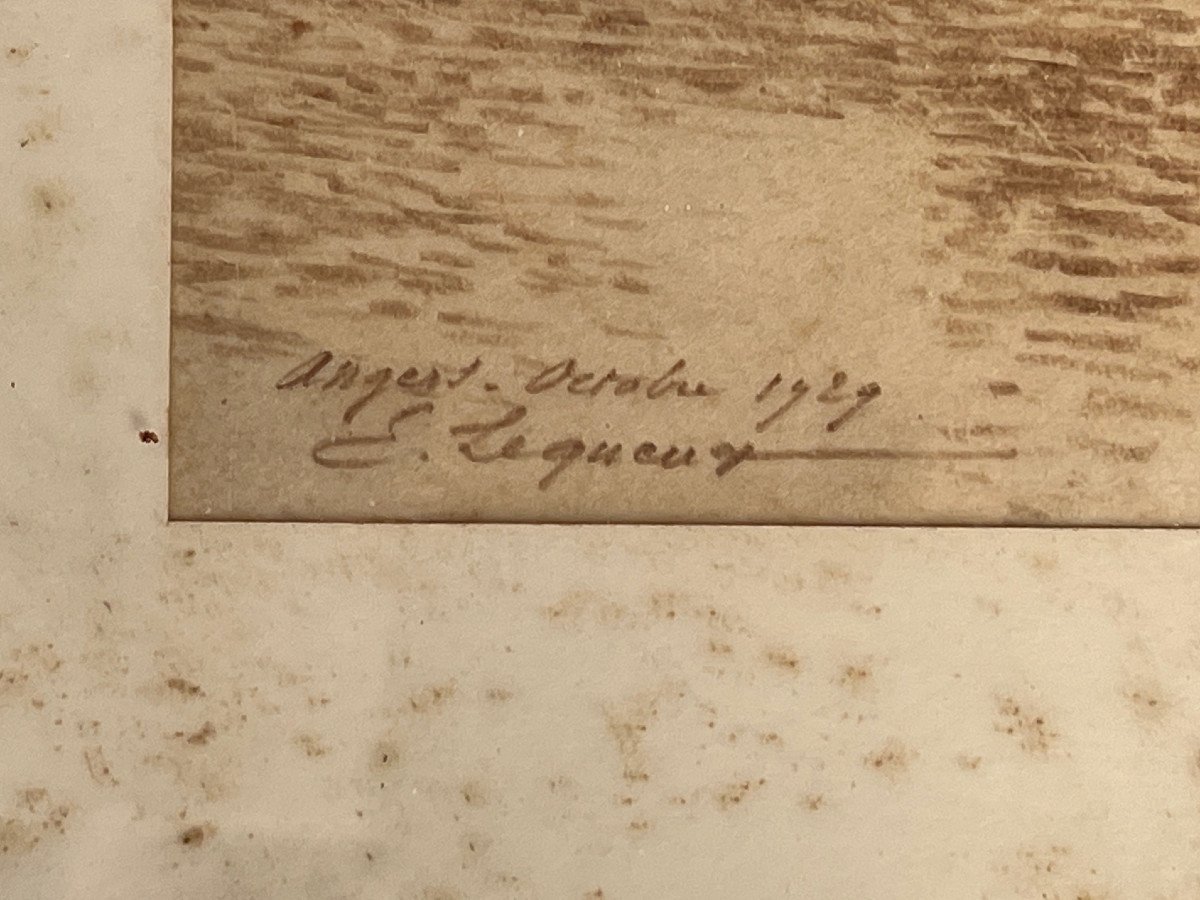 Angers. Octobre 1929
E. Lequeux